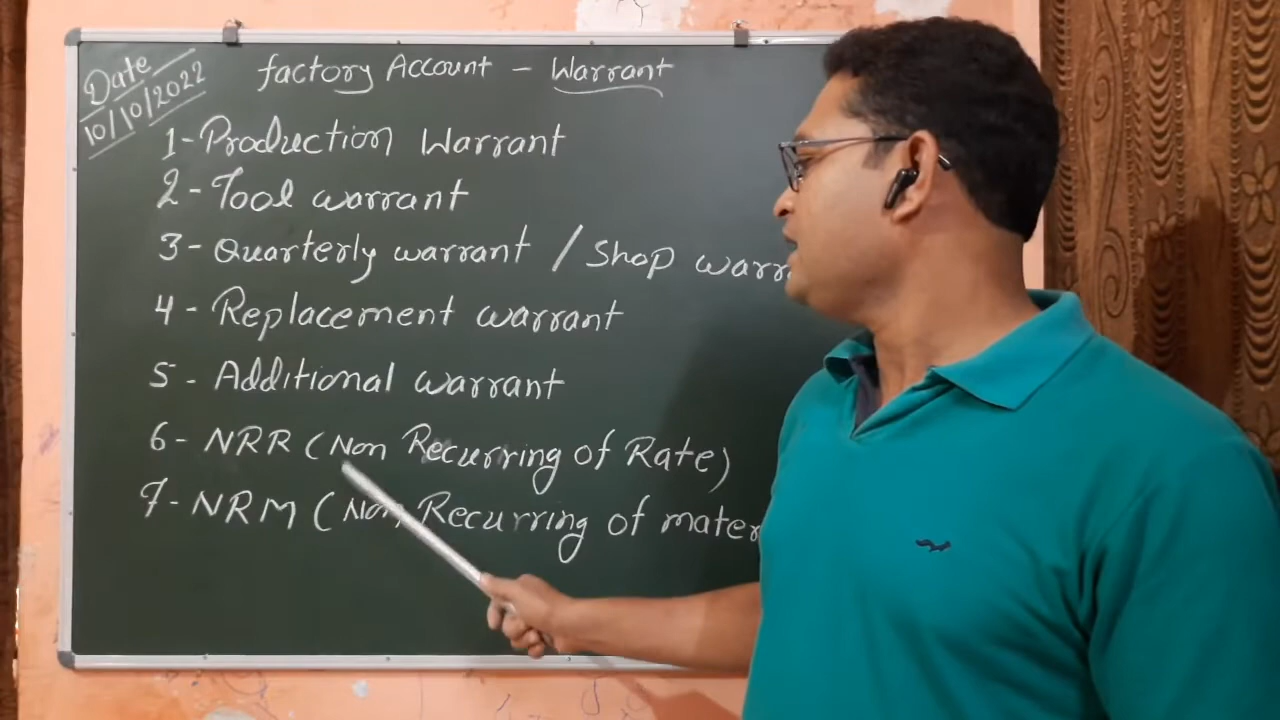 Date
10/10/2022
factory Account - Warrant
1- Production Warrant
2 - Tool warrant
3 - Quarterly warrant / Shop warr
4 - Replacement warrant
5 - Additional warrant
6 - NRR (Non Recurring of Rate)
7 - NRM (Non Recurring of mater